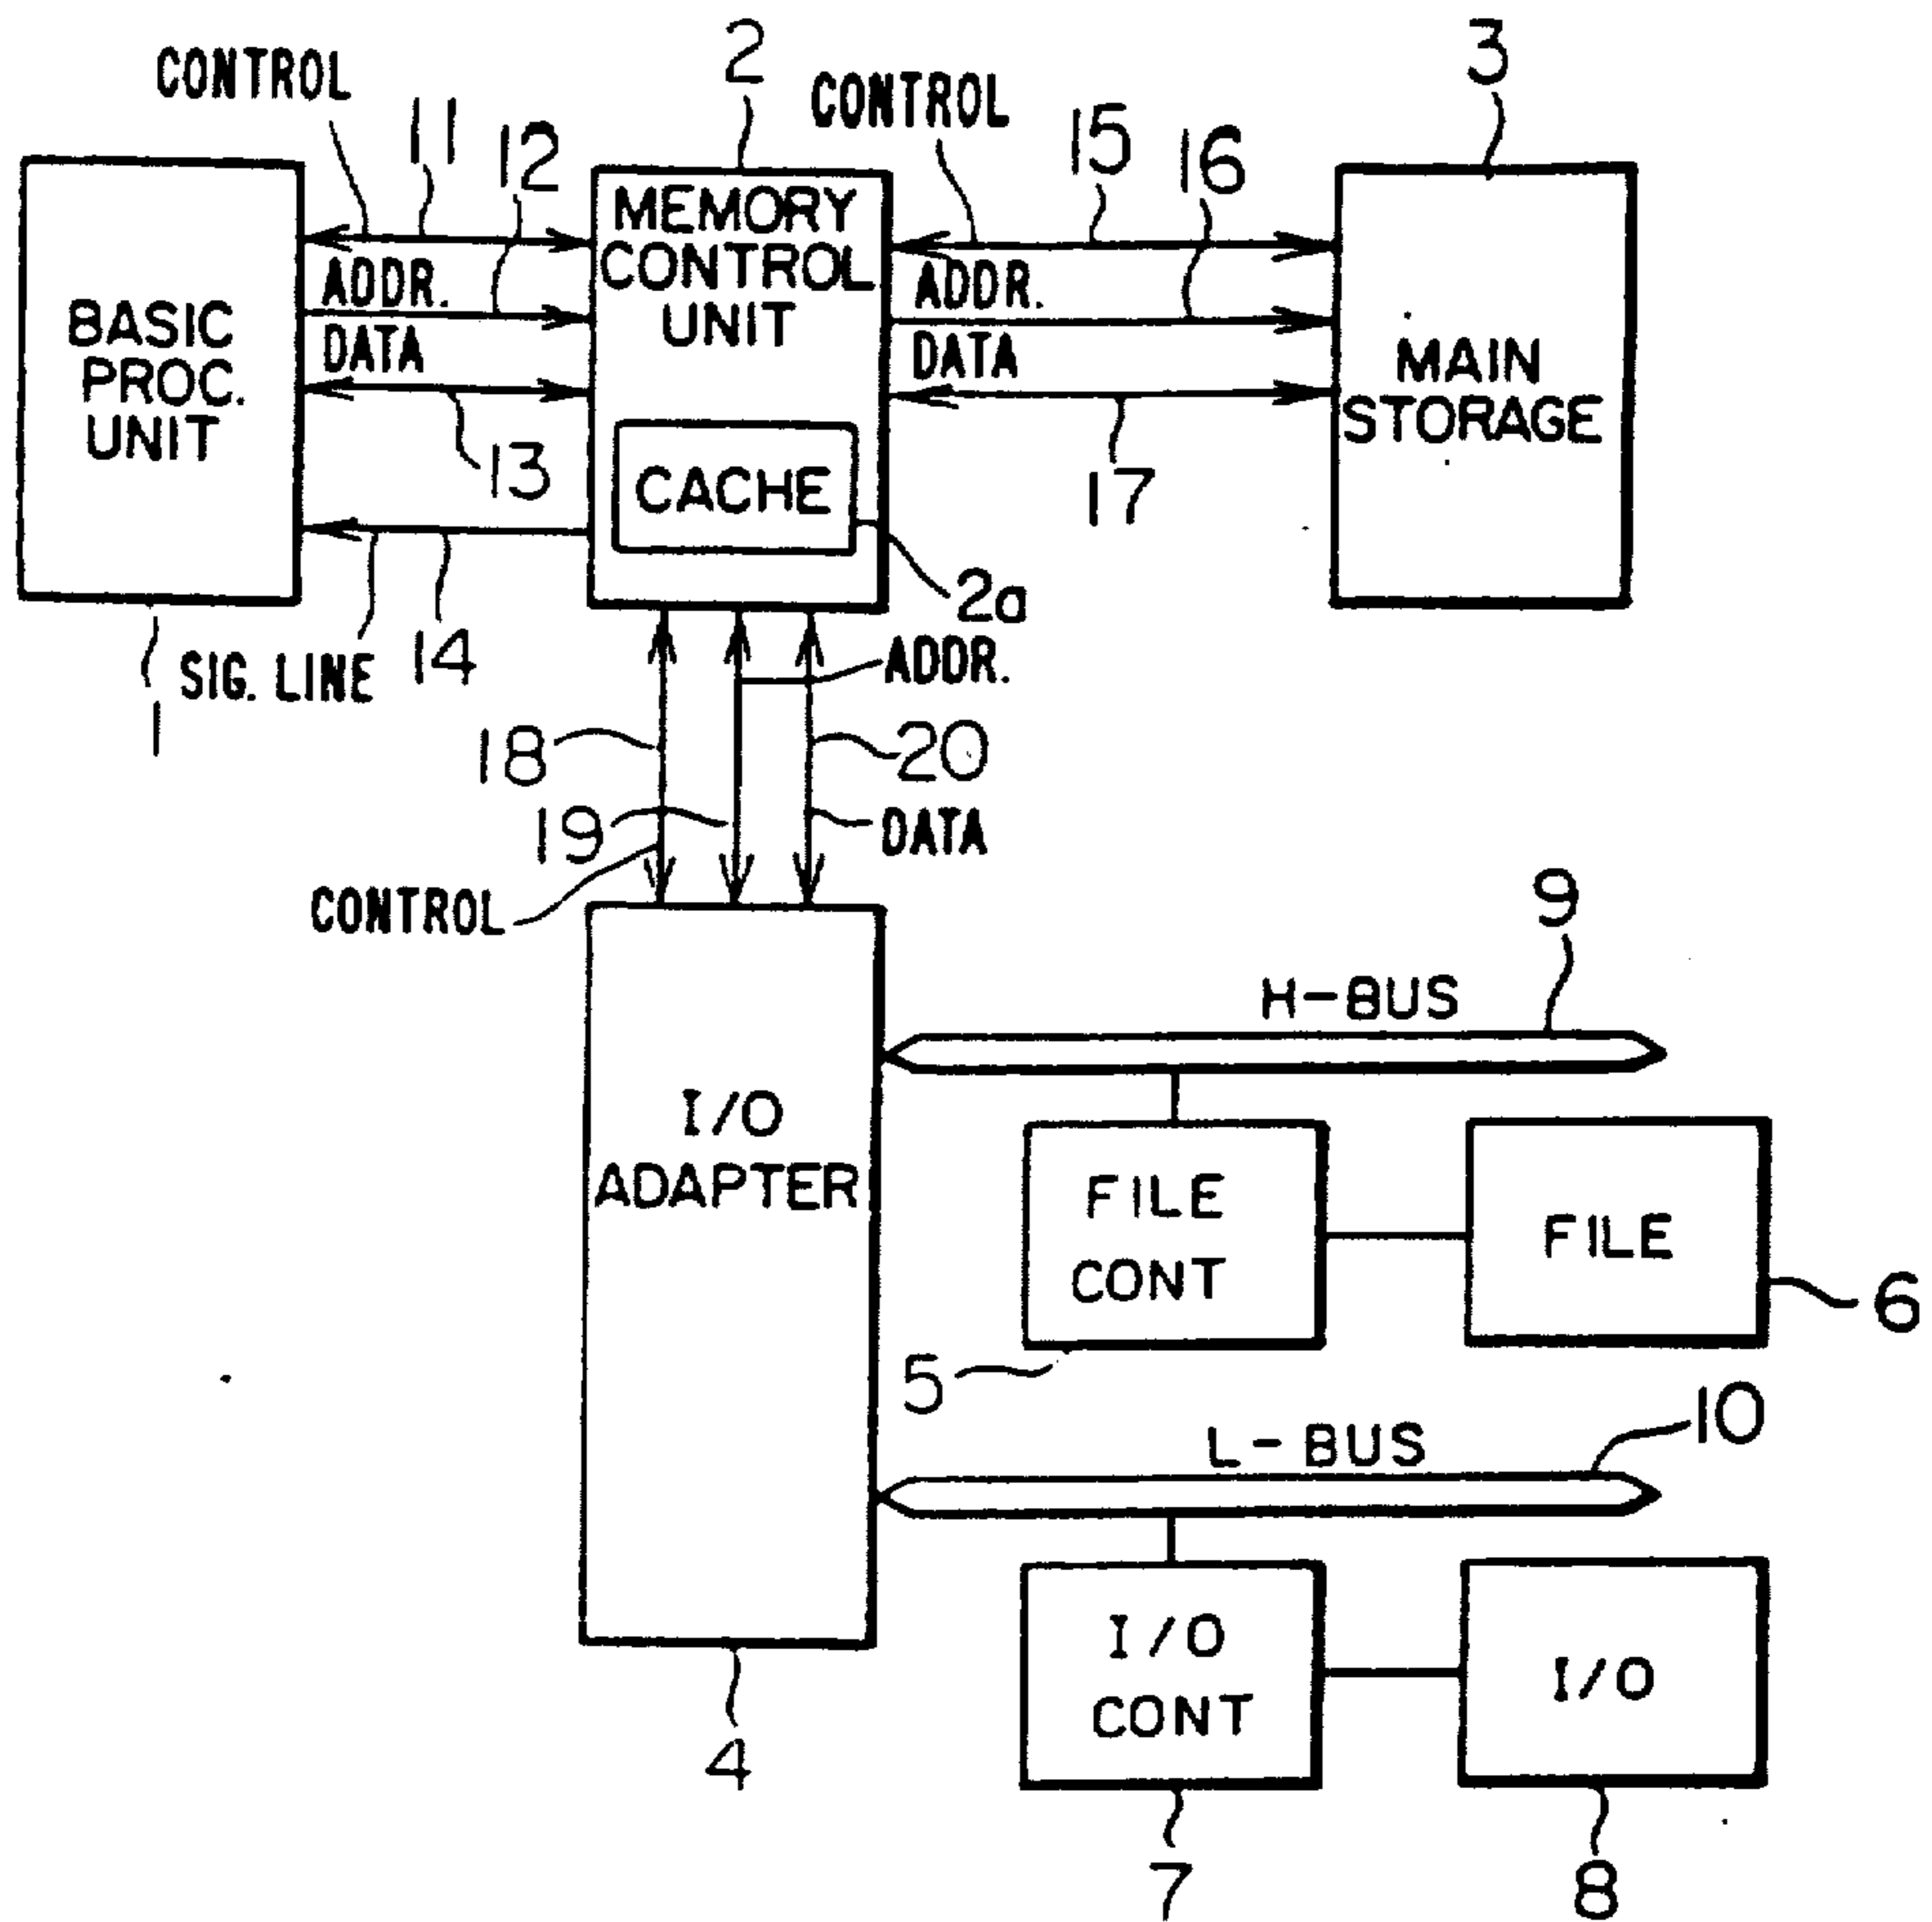 2
3
CONTROL
CONTROL
11
12
15
16
MEMORY
CONTROL
UNIT
ADDR.
ADDR.
BASIC
PROC.
UNIT
DATA
DATA
MAIN
STORAGE
13
CACHE
17
2a
SIG. LINE
14
1
ADDR.
18
20
19
DATA
CONTROL
9
H-BUS
I/O
ADAPTER
FILE
CONT
FILE
6
5
10
L-BUS
I/O
CONT
I/O
4
7
8